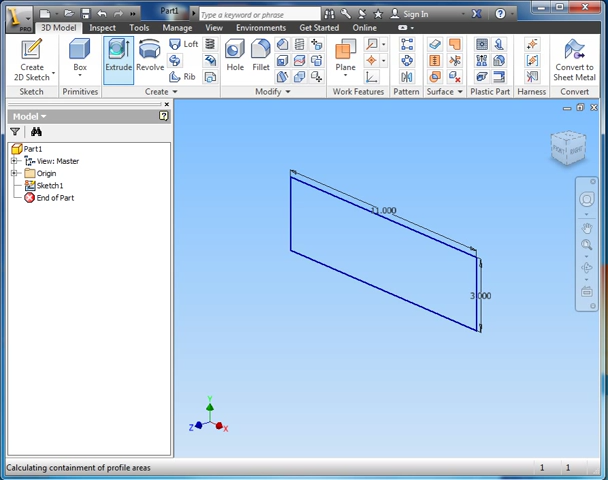 Part1
Type a keyword or phrase
Sign In
PRO
3D Model Inspect Tools Manage View Environments Get Started Online
Create
2D Sketch
Box
Extrude
Revolve
Loft
Rib
Hole
Fillet
Plane
Convert to
Sheet Metal
Sketch Primitives Create Modify Work Features Pattern Surface Plastic Part Harness Convert
Model
Part1
View: Master
Origin
Sketch1
End of Part
11.000
3.000
Y
Z
X
Calculating containment of profile areas
1 1